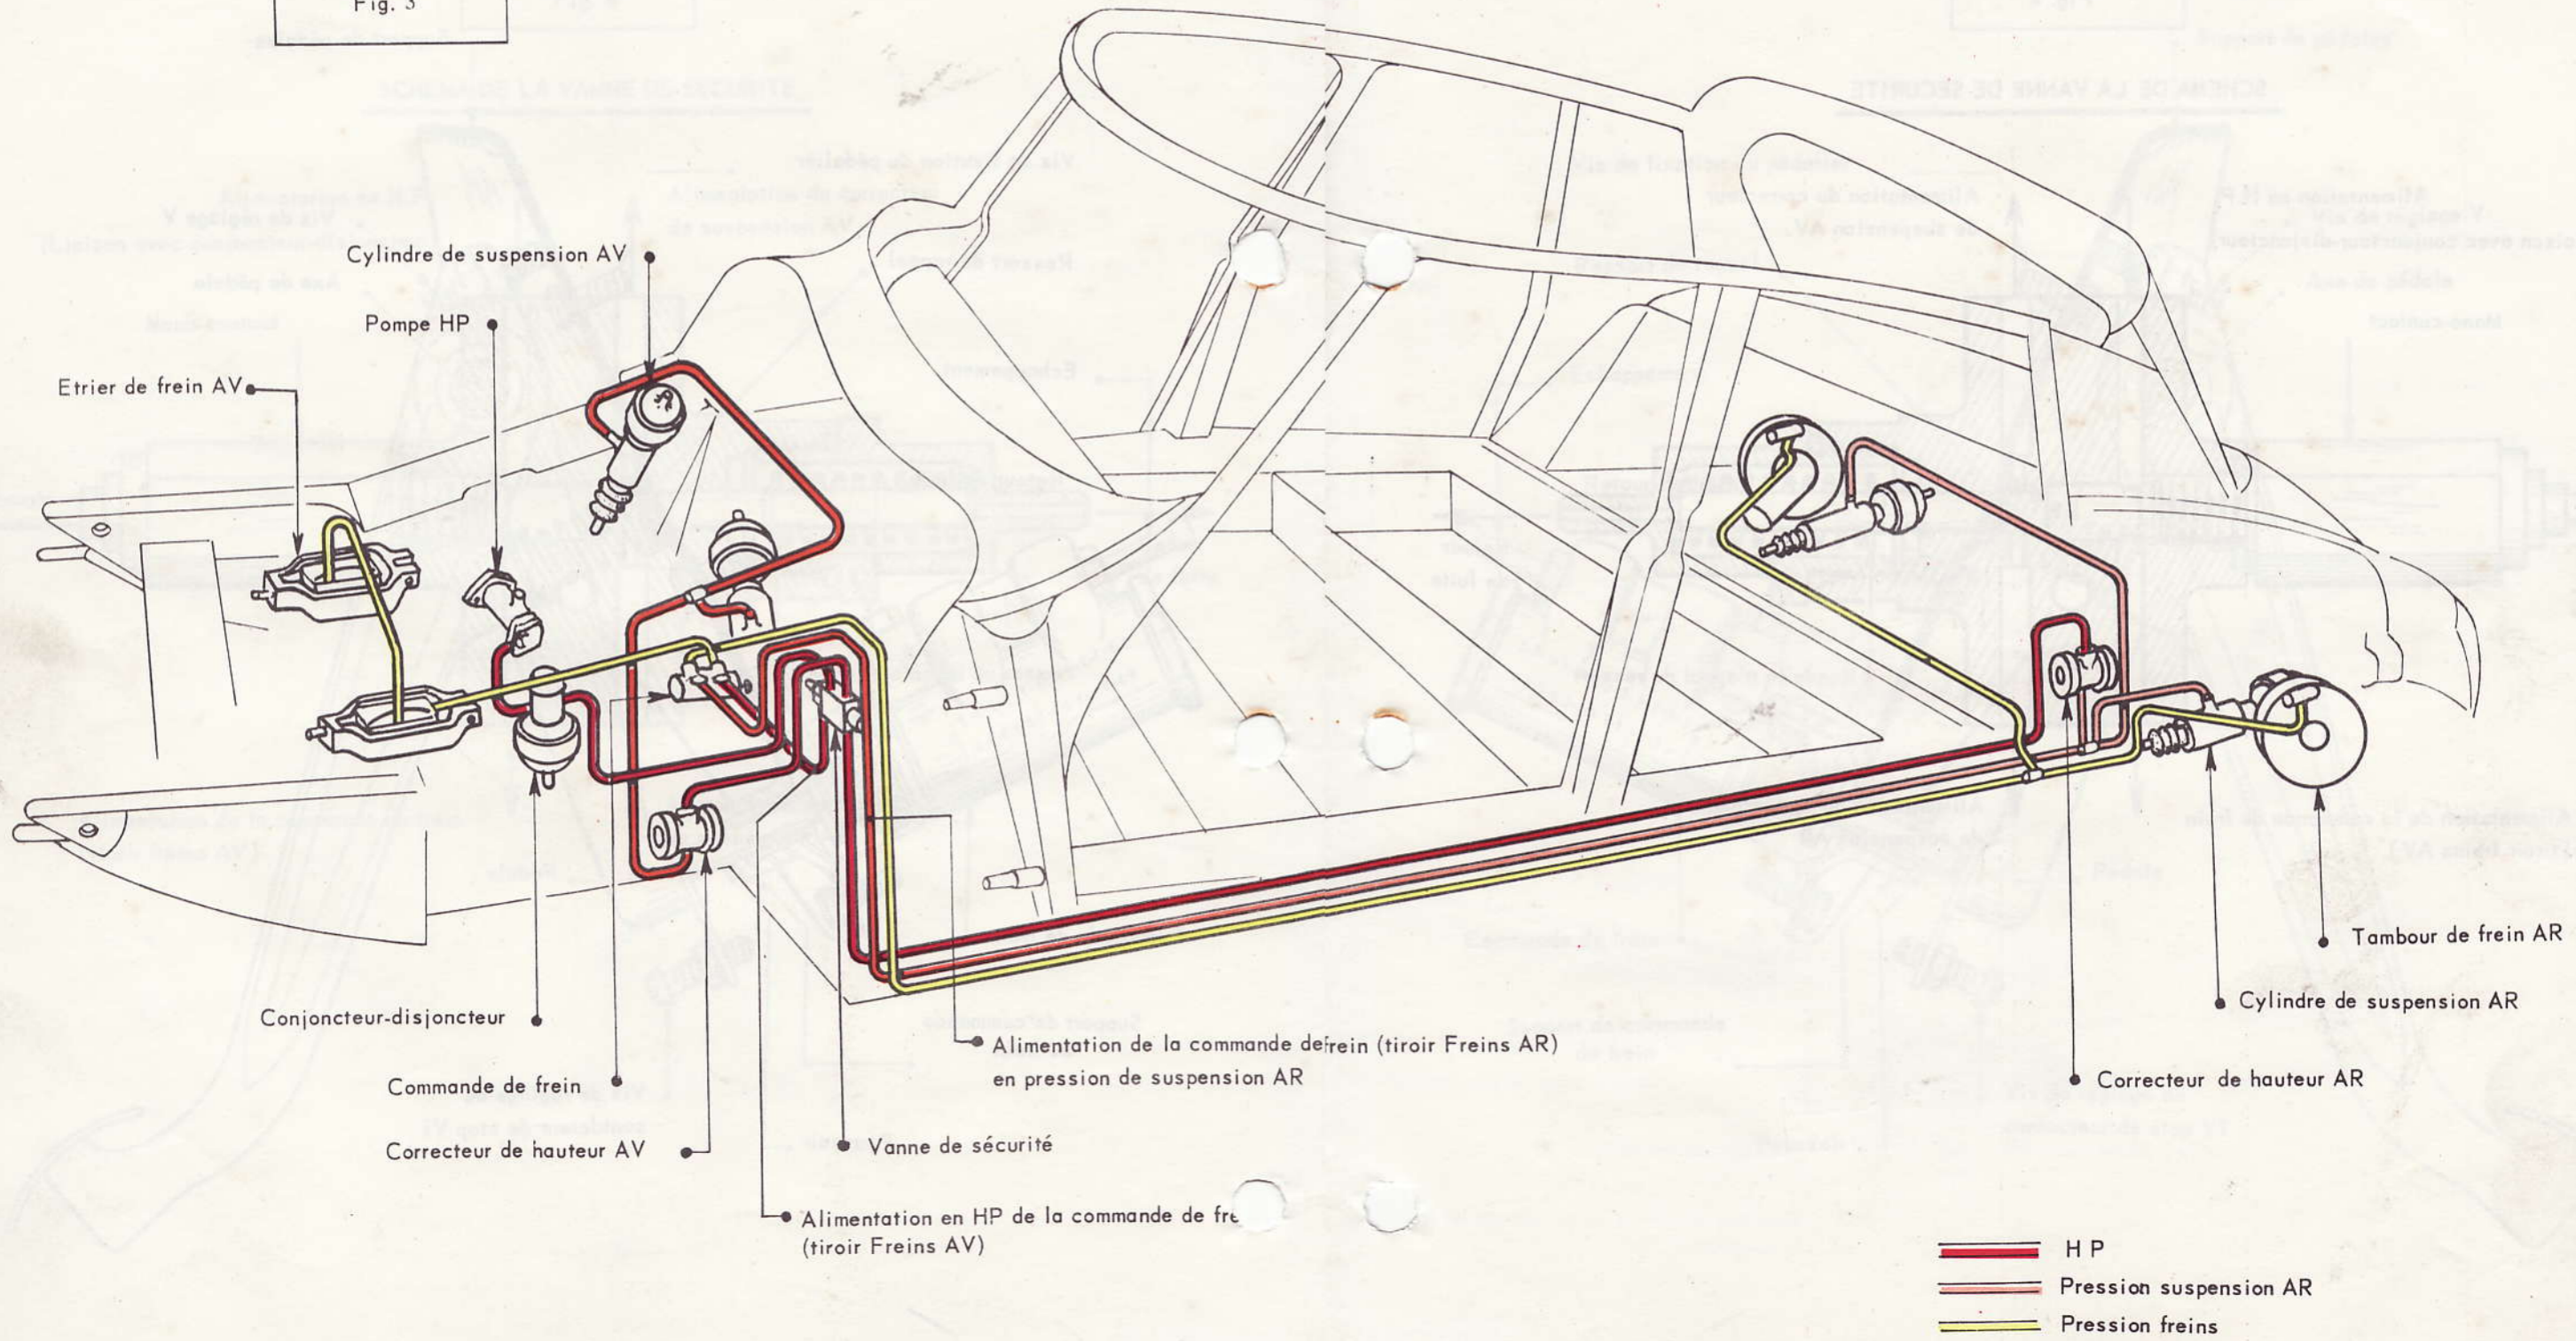 Fig. 3
Cylindre de suspension AV
Pompe HP
Etrier de frein AV
Conjoncteur-disjoncteur
Commande de frein
Correcteur de hauteur AV
Vanne de sécurité
Alimentation en HP de la commande de fre
(tiroir Freins AV)
Alimentation de la commande de frein (tiroir Freins AR)
en pression de suspension AR
Tambour de frein AR
Cylindre de suspension AR
Correcteur de hauteur AR
HP
Pression suspension AR
Pression freins